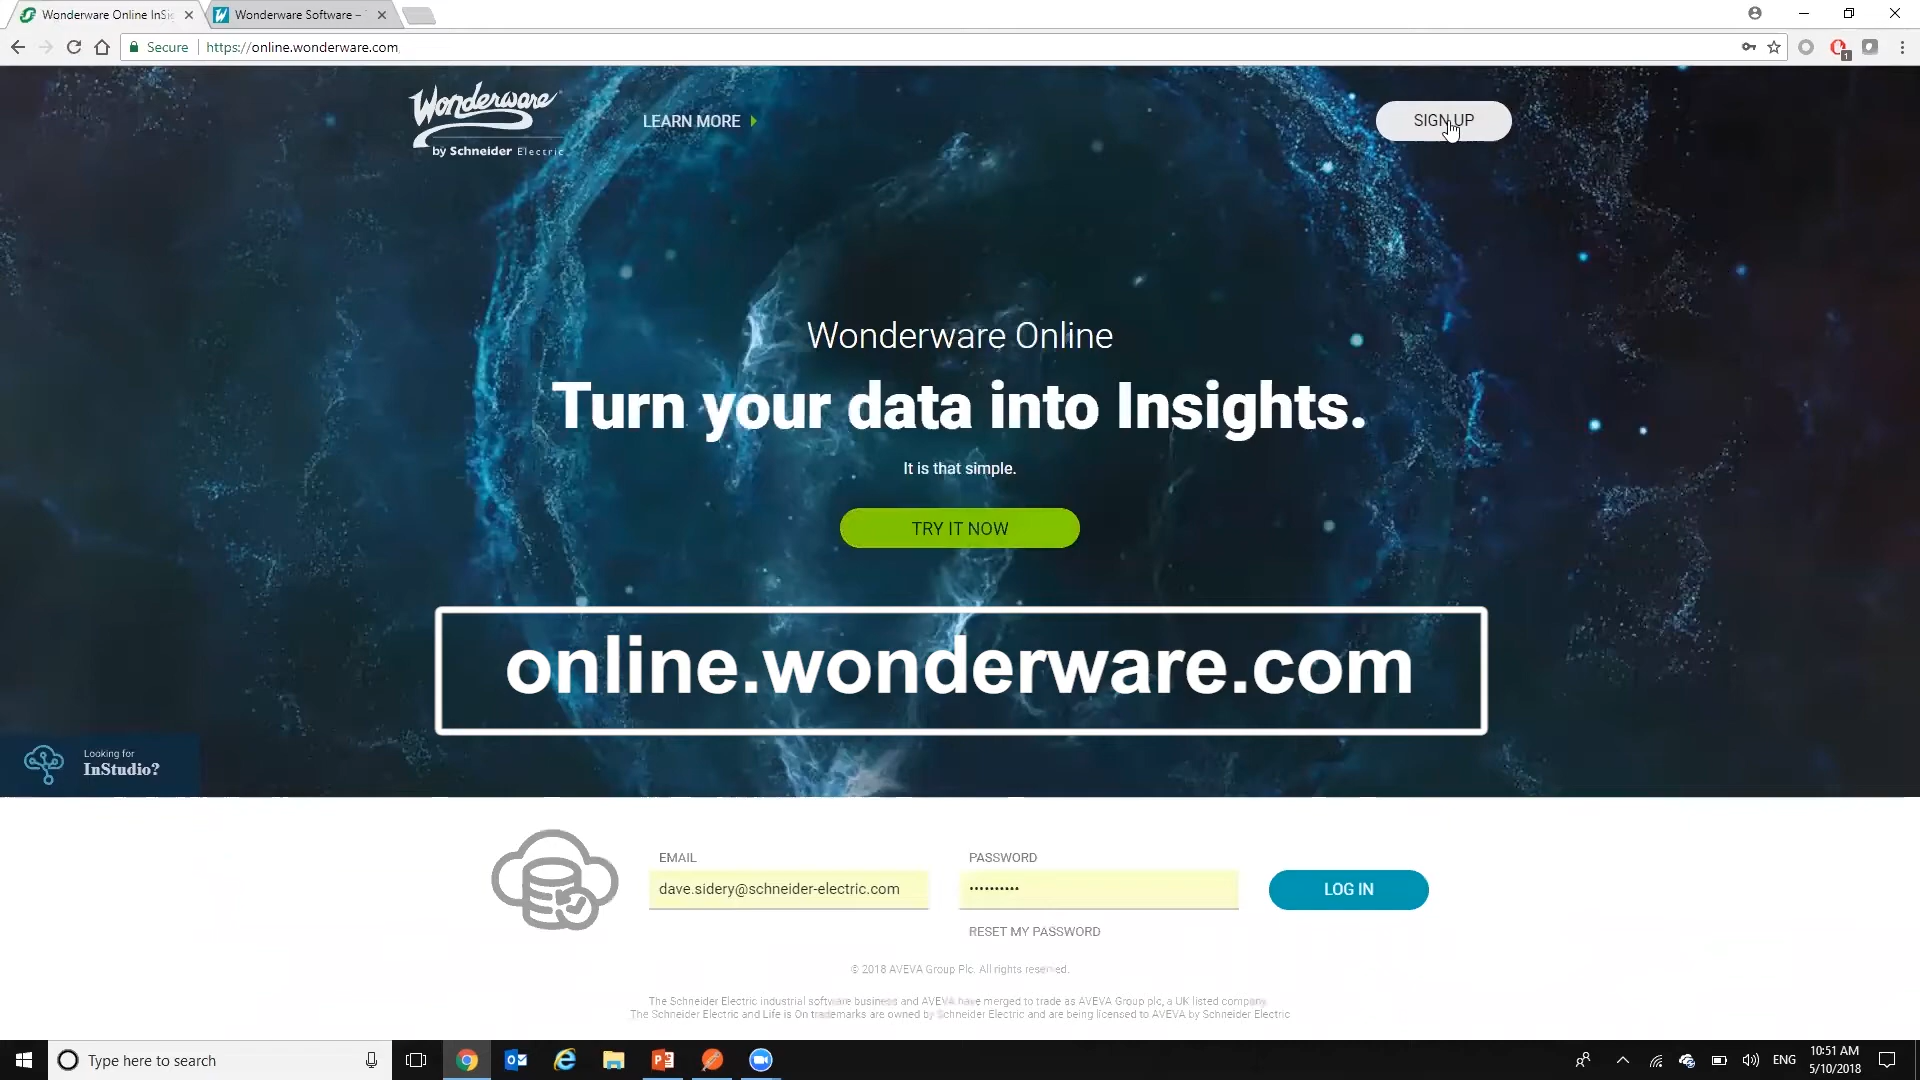 Wonderware Online InSi
Wonderware Software –
Secure
https://online.wonderware.com
1
Wonderware
by Schneider Electric
LEARN MORE
SIGN UP
Wonderware Online
Turn your data into Insights.
It is that simple.
TRY IT NOW
online.wonderware.com
Looking for
InStudio?
EMAIL
PASSWORD
dave.sidery@schneider-electric.com
••••••••••
LOG IN
RESET MY PASSWORD
© 2018 AVEVA Group Plc. All rights reserved.
The Schneider Electric industrial software business and AVEVA have merged to trade as AVEVA Group plc, a UK listed company.
The Schneider Electric and Life is On trademarks are owned by Schneider Electric and are being licensed to AVEVA by Schneider Electric
Type here to search
ENG
10:51 AM
5/10/2018